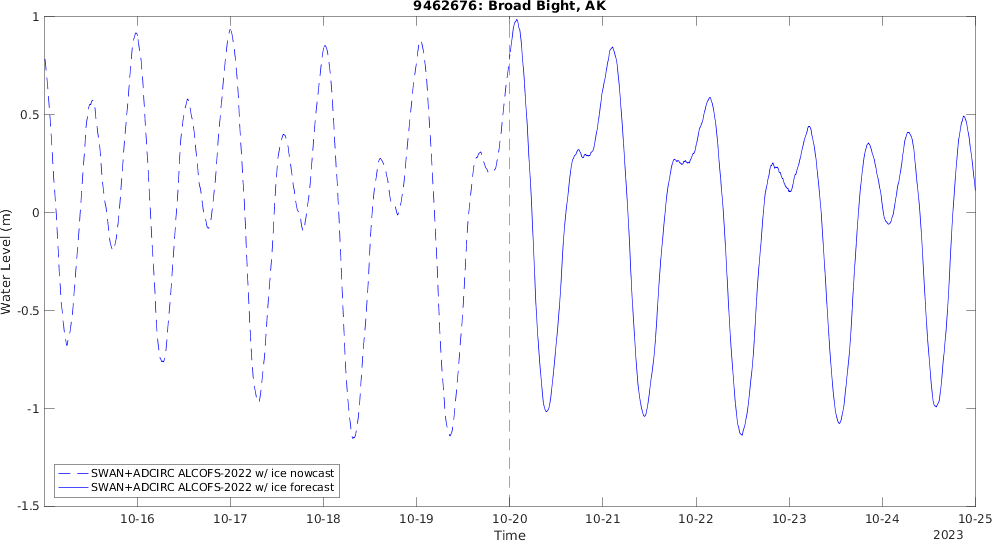 9462676: Broad Bight, AK
1
0.5
0
-0.5
-1
-1.5
Water Level (m)
SWAN+ADCIRC ALCOFS-2022 w/ ice nowcast
SWAN+ADCIRC ALCOFS-2022 w/ ice forecast
10-16 10-17 10-18 10-19 10-20 10-21 10-22 10-23 10-24 10-25
Time
2023